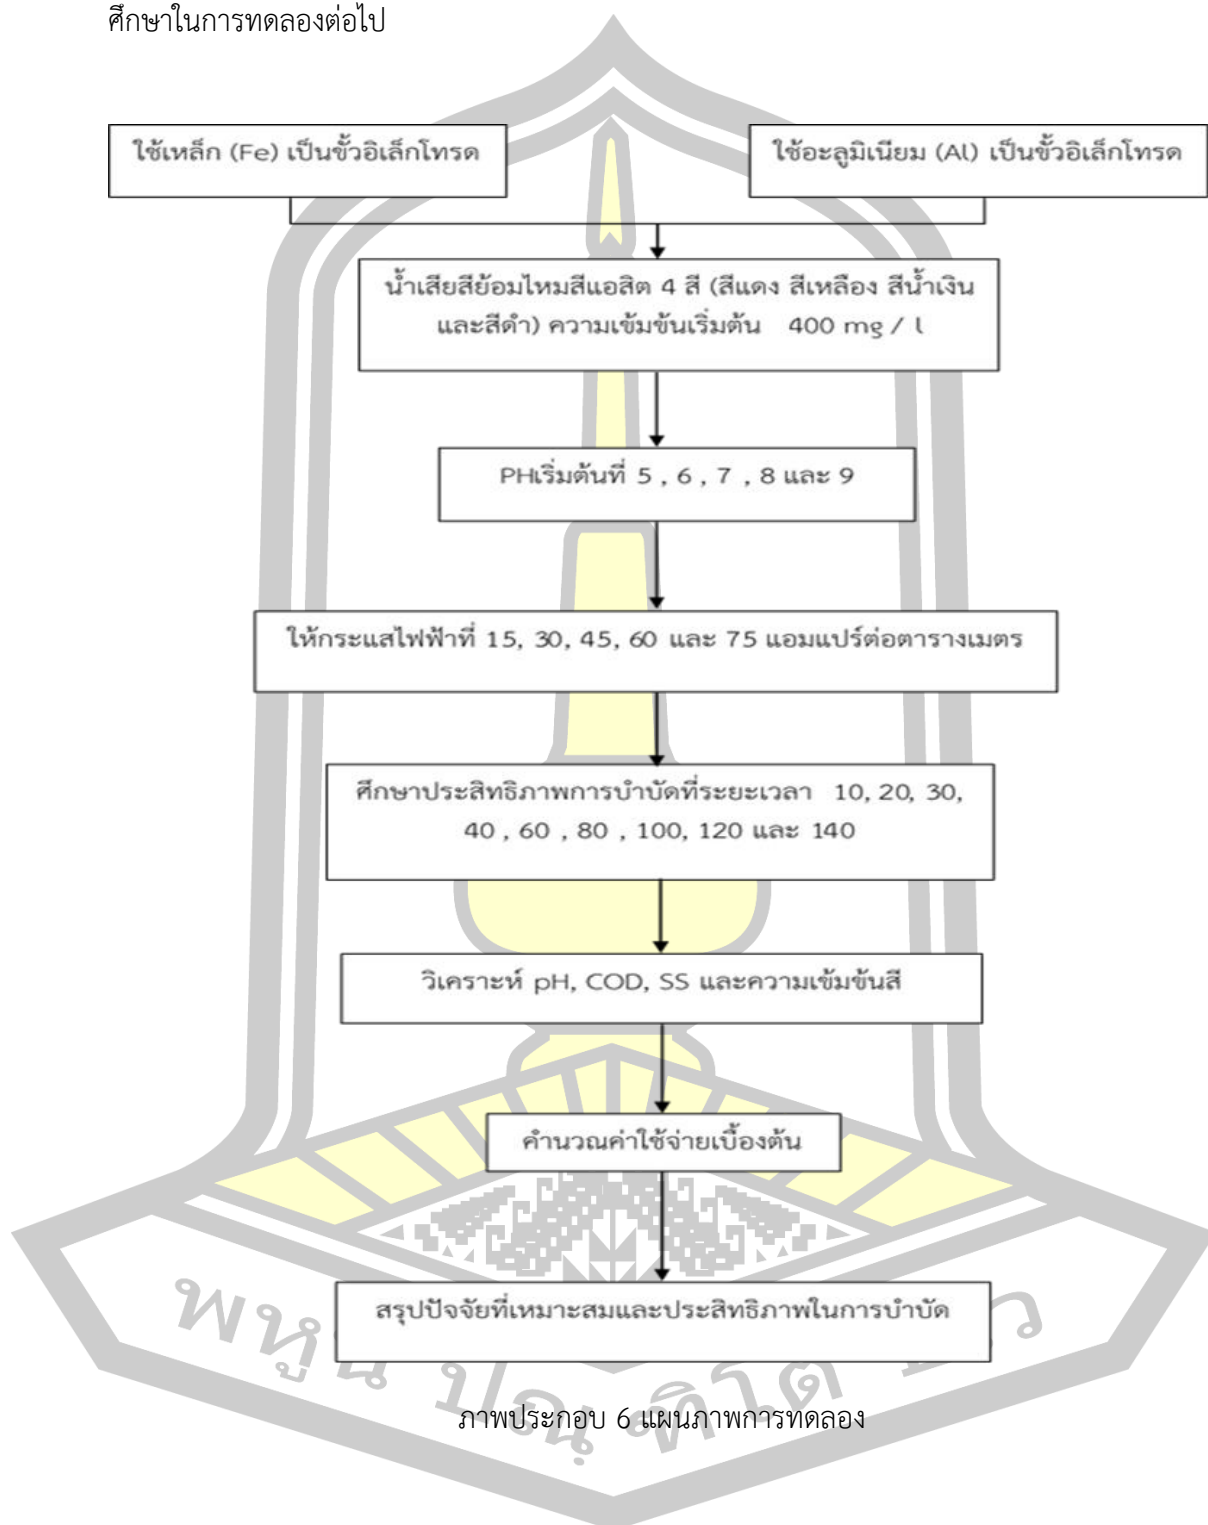 ศึกษาในการทดลองต่อไป
ใช้เหล็ก (Fe) เป็นขั้วอิเล็กโทรด
ใช้อะลูมิเนียม (Al) เป็นขั้วอิเล็กโทรด
น้ำเสียสีย้อมไหมสีแอสิต 4 สี (สีแดง สีเหลือง สีน้ำเงิน
และสีดำ) ความเข้มข้นเริ่มต้น 400 mg / l
PHเริ่มต้นที่ 5 , 6 , 7 , 8 และ 9
ให้กระแสไฟฟ้าที่ 15, 30, 45, 60 และ 75 แอมแปร์ต่อตารางเมตร
ศึกษาประสิทธิภาพการบำบัดที่ระยะเวลา 10, 20, 30,
40 , 60 , 80 , 100, 120 และ 140
วิเคราะห์ pH, COD, SS และความเข้มข้นสี
คำนวณค่าใช้จ่ายเบื้องต้น
สรุปปัจจัยที่เหมาะสมและประสิทธิภาพในการบำบัด
พหูน ปณฺฑิโต
ภาพประกอบ 6 แผนภาพการทดลอง